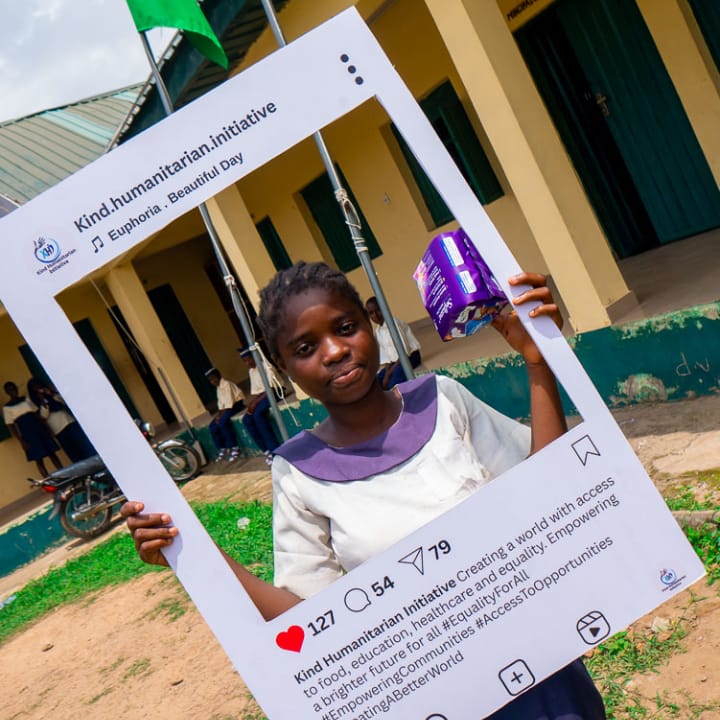 Kind.humanitarian.initiative
Euphoria . Beautiful Day
Kind Humanitarian
Initiative
127 54 79
Kind Humanitarian Initiative Creating a world with access
to food, education, healthcare and equality. Empowering
a brighter future for all #EqualityForAll
#EmpoweringCommunities #AccessToOpportunities